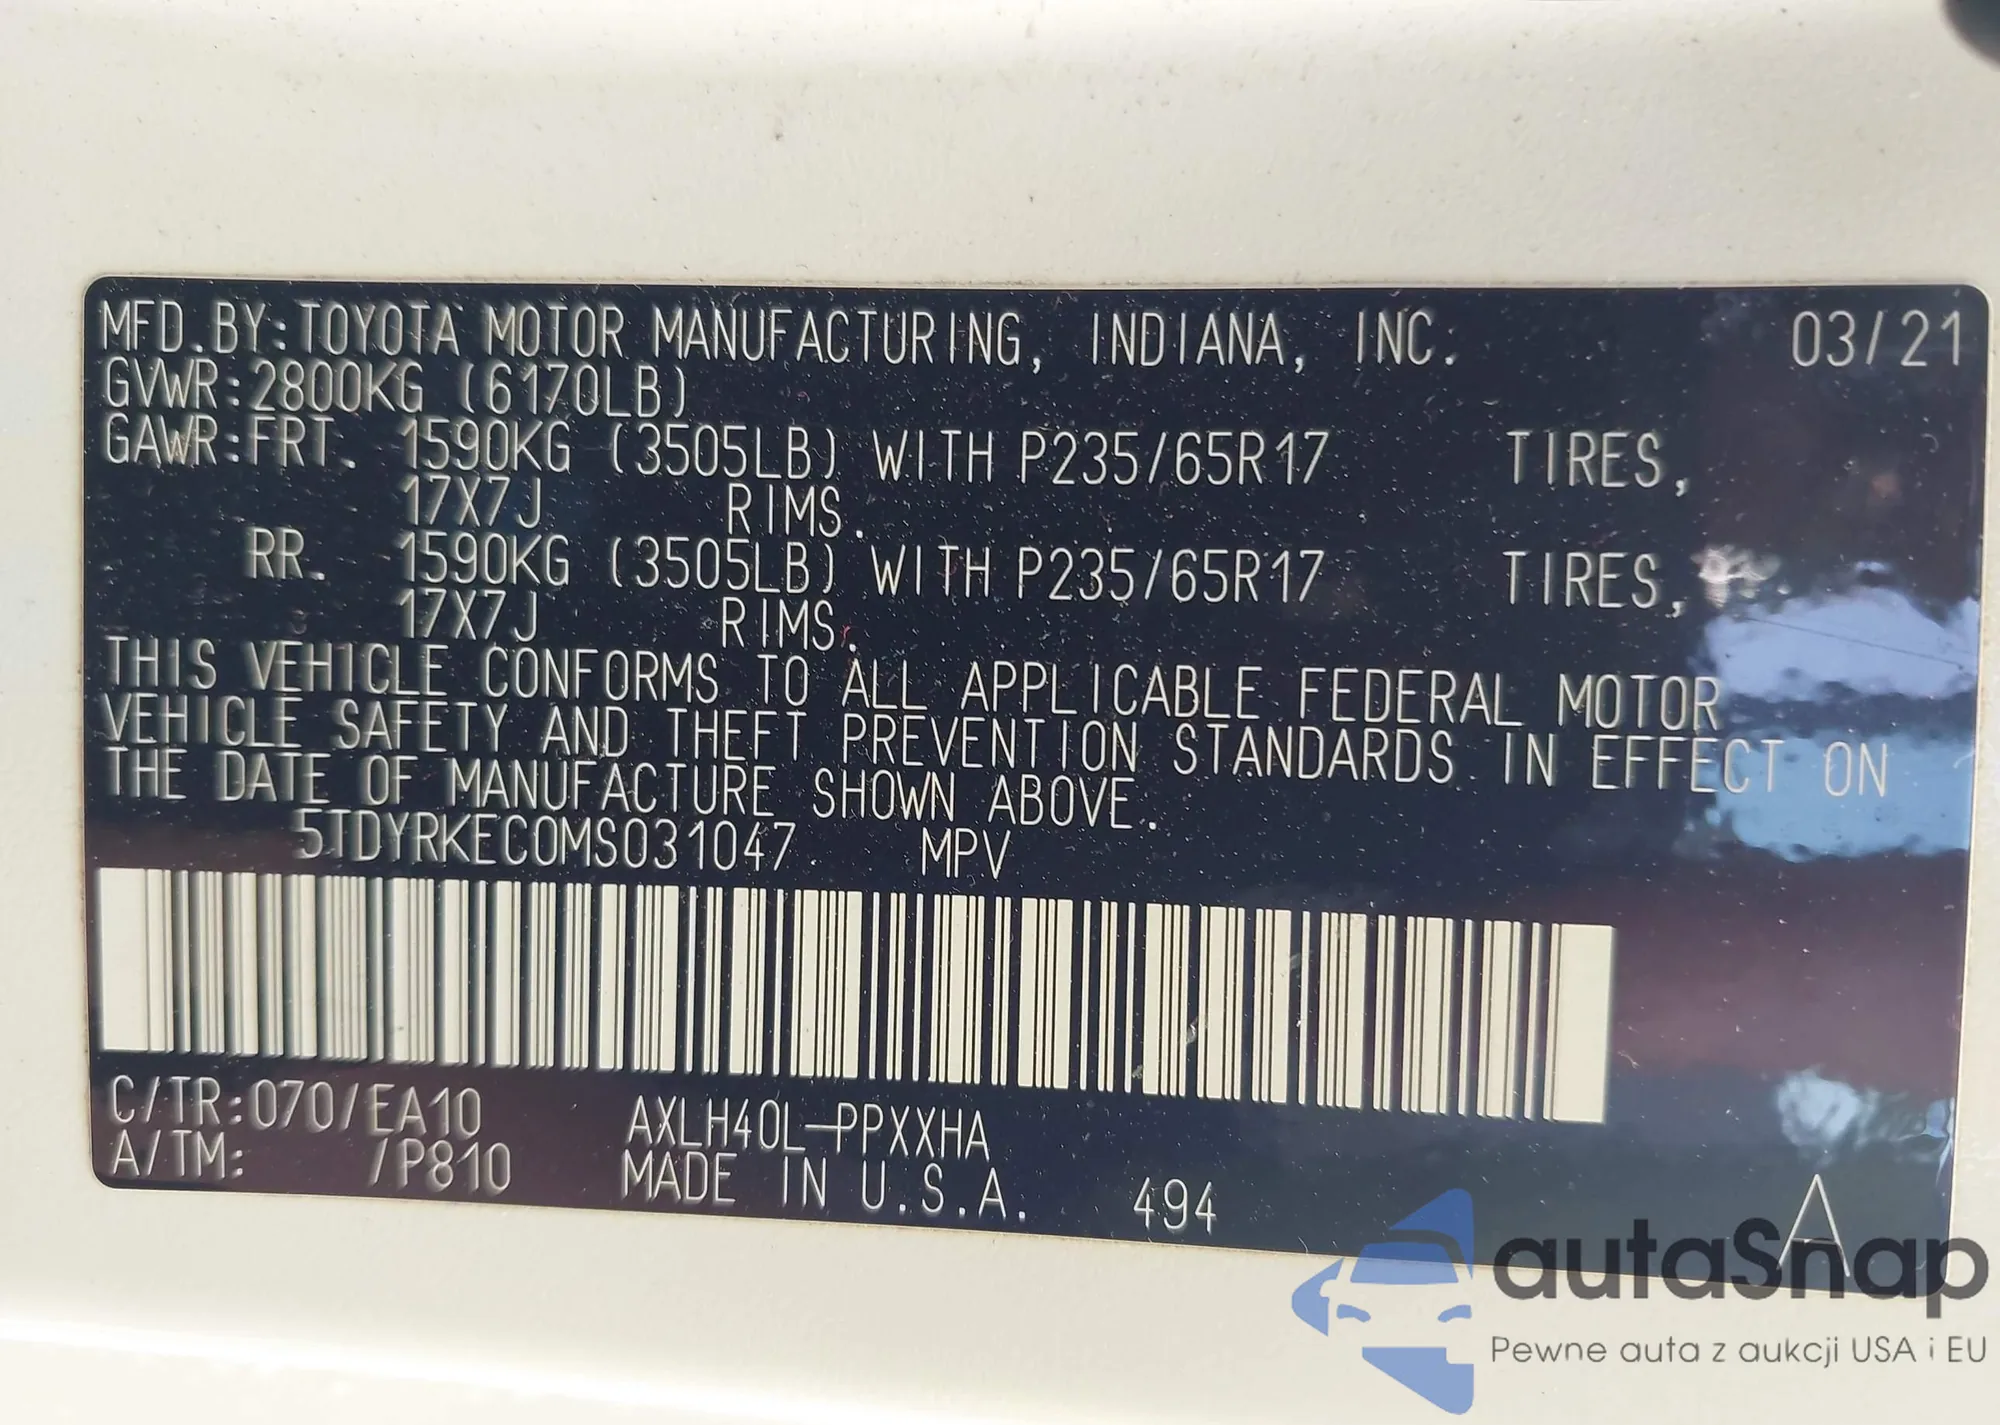 MFD.BY:TOYOTA MOTOR MANUFACTURING, INDIANA, INC. 03/21
GVWR:2800KG (6170LB)
GAWR:FRT. 1590KG (3505LB) WITH P235/65R17 TIRES,
17X7J RIMS.
RR. 1590KG (3505LB) WITH P235/65R17 TIRES,
17X7J RIMS.
THIS VEHICLE CONFORMS TO ALL APPLICABLE FEDERAL MOTOR
VEHICLE SAFETY AND THEFT PREVENTION STANDARDS IN EFFECT ON
THE DATE OF MANUFACTURE SHOWN ABOVE.
5TDYRKEC0MS031047 MPV
C/TR:070/EA10 AXLH40L-PPXXHA
A/TM: /P810 MADE IN U.S.A. 494 A
autaSnap
Pewne auta z aukcji USA i EU